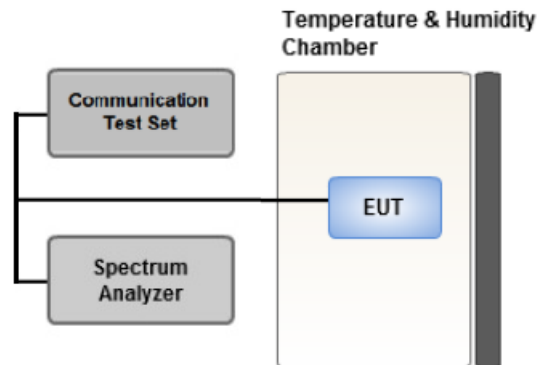 Temperature & Humidity
Chamber
Communication
Test Set
EUT
Spectrum
Analyzer